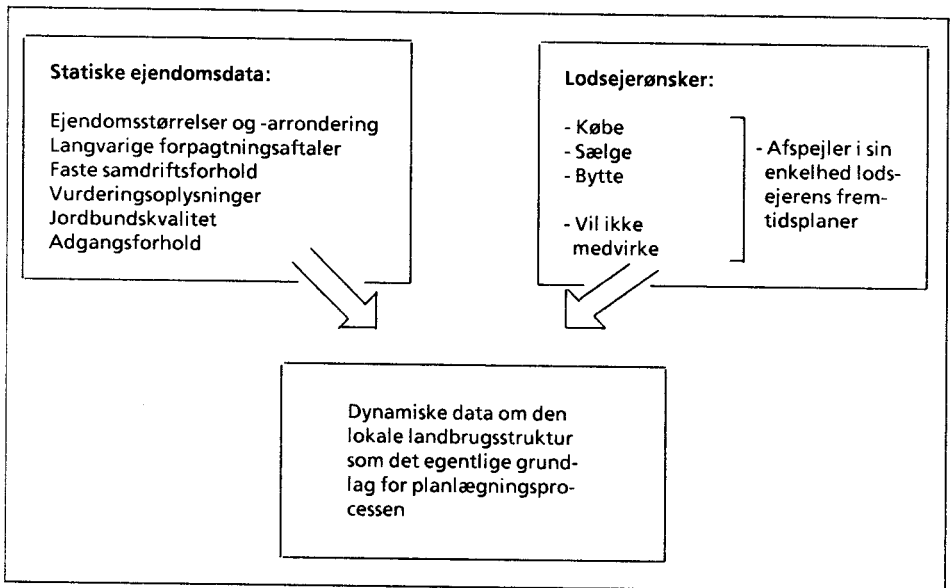 Statiske ejendomsdata:
Ejendomsstørrelser og -arrondering
Langvarige forpagtningsaftaler
Faste samdriftsforhold
Vurderingsoplysninger
Jordbundskvalitet
Adgangsforhold
Lodsejerønsker:
- Købe
- Sælge
- Bytte
- Vil ikke
medvirke
- Afspejler i sin
enkelhed lods-
ejerens frem-
tidsplaner
Dynamiske data om den
lokale landbrugsstruktur
som det egentlige grund-
lag for planlægningspro-
cessen